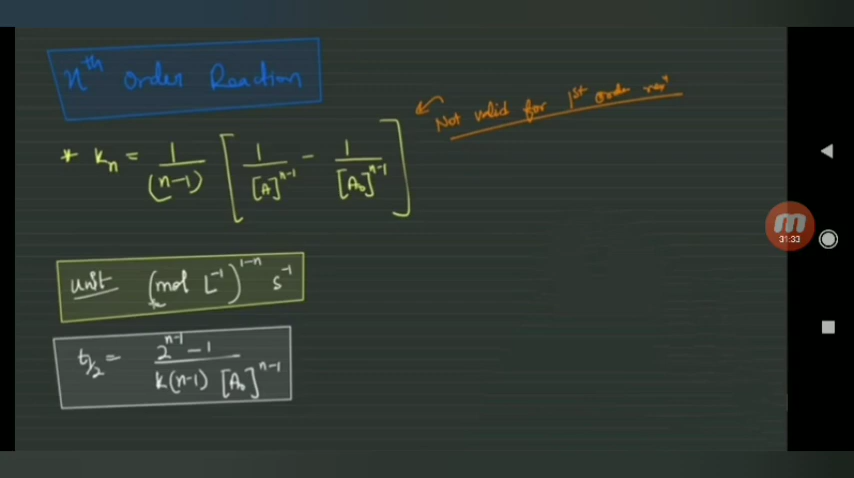 nth order Reaction
Not valid for 1st order rexn
* Kn = 1/(n-1) [ 1/[A]^n-1 - 1/[A₀]^n-1 ]
31:33
unit (mol L^-1)^1-n s^-1
t1/2 = 2^n-1 - 1 / K(n-1) [A₀]^n-1